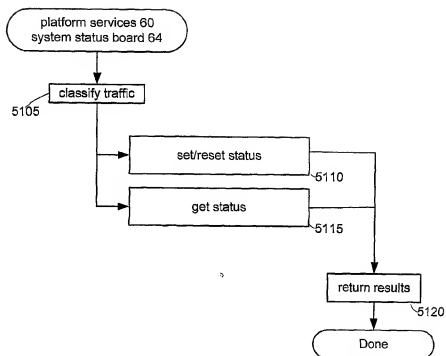 platform services 60
system status board 64
classify traffic
5105
set/reset status
5110
get status
5115
return results
5120
Done